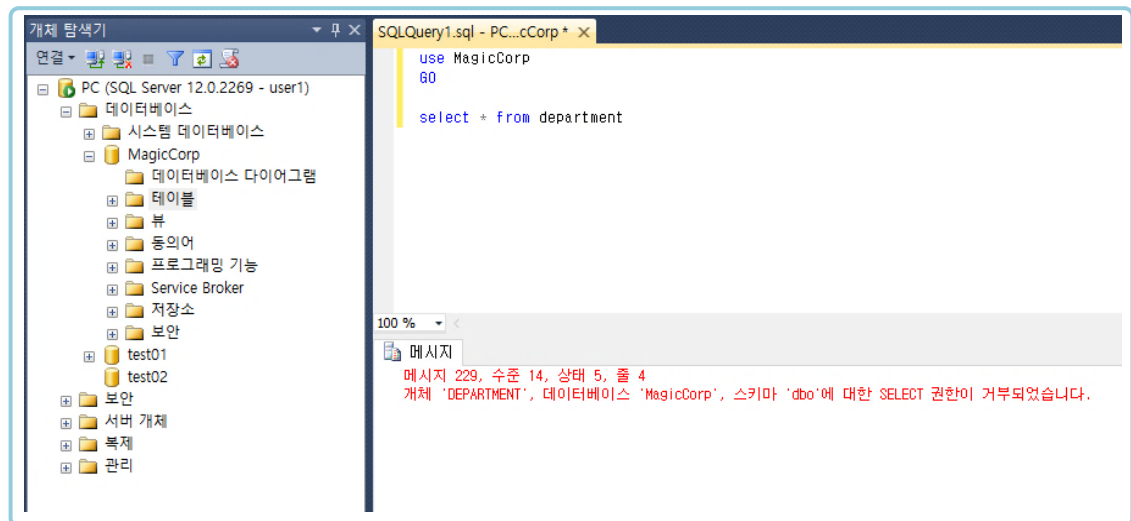 개체 탐색기
연결
PC (SQL Server 12.0.2269 - user1)
데이터베이스
시스템 데이터베이스
MagicCorp
데이터베이스 다이어그램
테이블
뷰
동의어
프로그래밍 기능
Service Broker
저장소
보안
test01
test02
보안
서버 개체
복제
관리
SQLQuery1.sql - PC...cCorp *
use MagicCorp
GO
select * from department
100 %
메시지
메시지 229, 수준 14, 상태 5, 줄 4
개체 'DEPARTMENT', 데이터베이스 'MagicCorp', 스키마 'dbo'에 대한 SELECT 권한이 거부되었습니다.